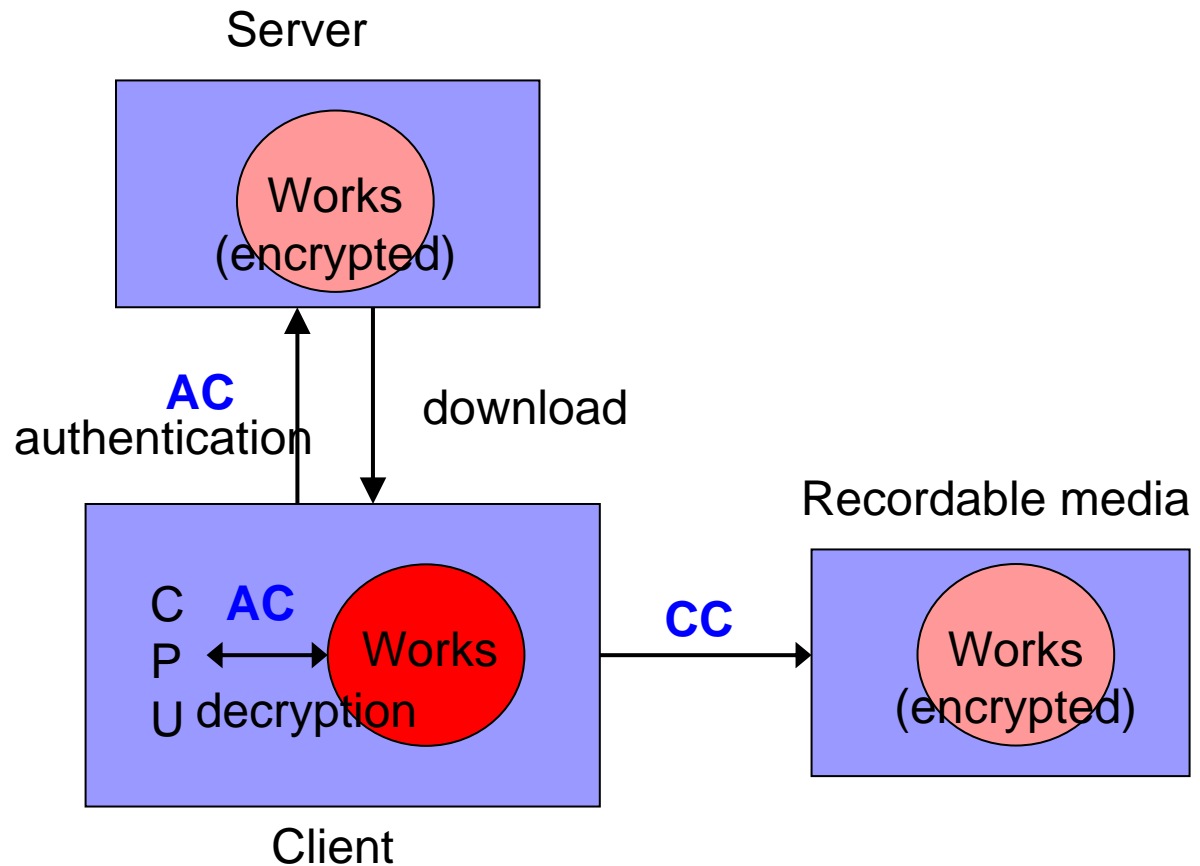 Server
Works
(encrypted)
AC
authentication
download
Recordable media
C
P
U
AC
decryption
Works
CC
Works
(encrypted)
Client